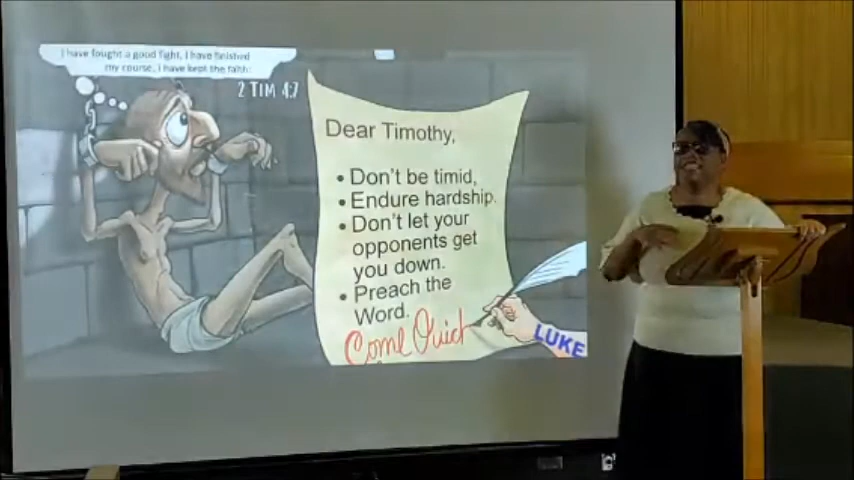 I have fought a good fight, I have finished
my course, I have kept the faith:
2 TIM 4:7
Dear Timothy,
• Don't be timid,
• Endure hardship.
• Don't let your
opponents get
you down.
• Preach the
Word.
Come Quick
LUKE